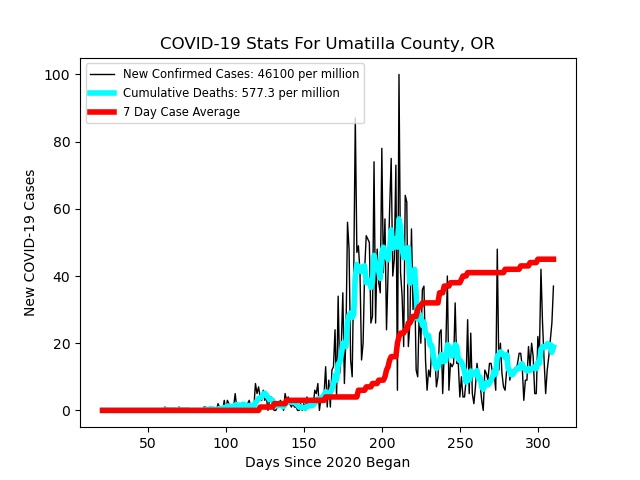 COVID-19 Stats For Umatilla County, OR
New Confirmed Cases: 46100 per million
Cumulative Deaths: 577.3 per million
7 Day Case Average
New COVID-19 Cases
100
80
60
40
20
0
50 100 150 200 250 300
Days Since 2020 Began